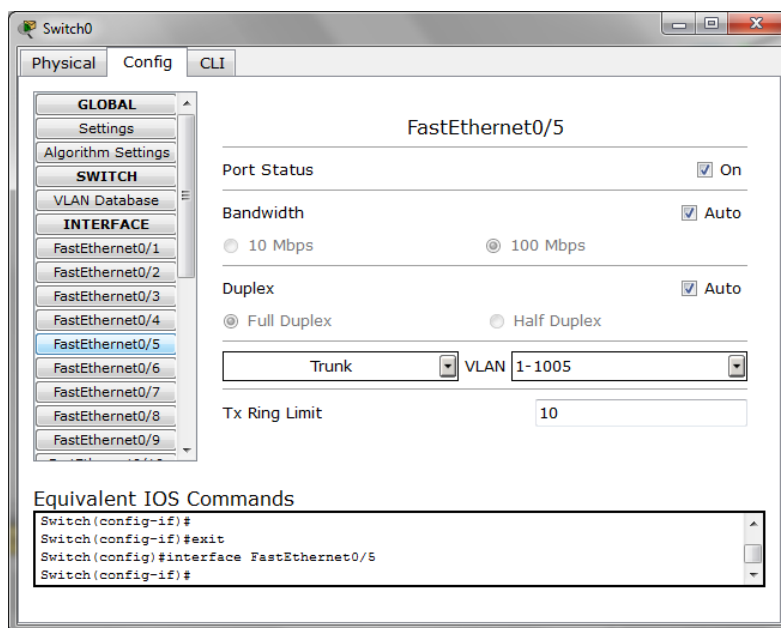 Switch0
Physical Config CLI
GLOBAL
Settings
Algorithm Settings
SWITCH
VLAN Database
INTERFACE
FastEthernet0/1
FastEthernet0/2
FastEthernet0/3
FastEthernet0/4
FastEthernet0/5
FastEthernet0/6
FastEthernet0/7
FastEthernet0/8
FastEthernet0/9
FastEthernet0/5
Port Status On
Bandwidth Auto
10 Mbps 100 Mbps
Duplex Auto
Full Duplex Half Duplex
Trunk VLAN 1-1005
Tx Ring Limit 10
Equivalent IOS Commands
Switch(config-if)#
Switch(config-if)#exit
Switch(config)#interface FastEthernet0/5
Switch(config-if)#